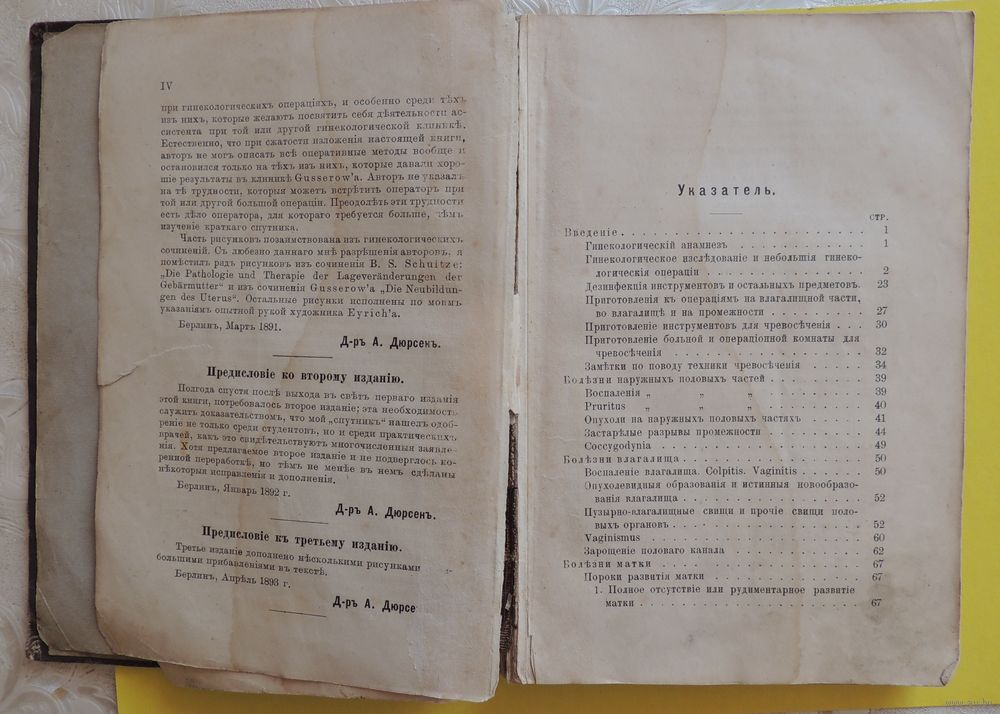 IV
при гинекологическихъ операціяхъ, и особенно среди тѣхъ
изъ нихъ, которые желаютъ посвятить себя дѣятельности ас-
систента при той или другой гинекологической клиникѣ.
Естественно, что при сжатости изложенія настоящей книги,
авторъ не могъ описать всѣ оперативные методы вообще и
остановился только на тѣхъ изъ нихъ, которые давали хоро-
шіе результаты въ клиникѣ Gusserow'a. Авторъ не указалъ
на тѣ трудности, которыя можетъ встрѣтить операторъ при
той или другой большой операціи. Преодолѣть эти трудности
есть дѣло оператора, для котораго требуется больше, чѣмъ
изученіе краткаго спутника.
Часть рисунковъ позаимствована изъ гинекологическихъ
сочиненій. Съ любезно даннаго мнѣ разрѣшенія авторовъ, я
помѣстилъ рядъ рисунковъ изъ сочиненія B. S. Schultze:
„Die Pathologie und Therapie der Lageveränderungen der
Gebärmutter“ и изъ сочиненія Gusserow'a „Die Neubildun-
gen des Uterus“. Остальные рисунки исполнены по моимъ
указаніямъ опытной рукой художника Eyrich'a.
Берлинъ, Мартъ 1891.
Д-ръ А. Дюрсенъ.
Предисловіе ко второму изданію.
Полгода спустя послѣ выхода въ свѣтъ перваго изданія
этой книги, потребовалось второе изданіе; эта необходимость
служитъ доказательствомъ, что мой „спутникъ“ нашелъ одоб-
реніе не только среди студентовъ, но и среди практическихъ
врачей, какъ это свидѣтельствуютъ многочисленныя заявле-
нія. Хотя предлагаемое второе изданіе и не подверглось ко-
ренной переработкѣ, но тѣмъ не менѣе въ немъ сдѣланы
нѣкоторыя исправленія и дополненія.
Берлинъ, Январь 1892 г.
Д-ръ А. Дюрсенъ.
Предисловіе къ третьему изданію.
Третье изданіе дополнено нѣсколькими рисунками
большими прибавленіями въ текстѣ.
Берлинъ, Апрѣль 1893 г.
Д-ръ А. Дюрсе
Указатель.
СТР.
Введеніе . . . 1
Гинекологическій анамнезъ . . . 1
Гинекологическое изслѣдованіе и небольшія гинеко-
логическія операціи . . . 2
Дезинфекція инструментовъ и остальныхъ предметовъ. 23
Приготовленія къ операціямъ на влагалищной части,
во влагалищѣ и на промежности . . . 27
Приготовленіе инструментовъ для чревосѣченія . . . 30
Приготовленіе больной и операціонной комнаты для
чревосѣченія . . . 32
Замѣтки по поводу техники чревосѣченія . . . 34
Болѣзни наружныхъ половыхъ частей . . . 39
Воспаленія „ „ „ . . . 39
Pruritus „ „ „ . . . 40
Опухоли на наружныхъ половыхъ частяхъ . . . 41
Застарѣлые разрывы промежности . . . 44
Coccygodynia . . . 49
Болѣзни влагалища . . . 50
Воспаленіе влагалища. Colpitis. Vaginitis . . . 50
Опухолевидныя образованія и истинныя новообразо-
ванія влагалища . . . 52
Пузырно-влагалищные свищи и прочіе свищи поло-
выхъ органовъ . . . 52
Vaginismus . . . 60
Зарощеніе половаго канала . . . 62
Болѣзни матки . . . 67
Пороки развитія матки . . . 67
1. Полное отсутствіе или рудиментарное развитіе
матки . . . 67